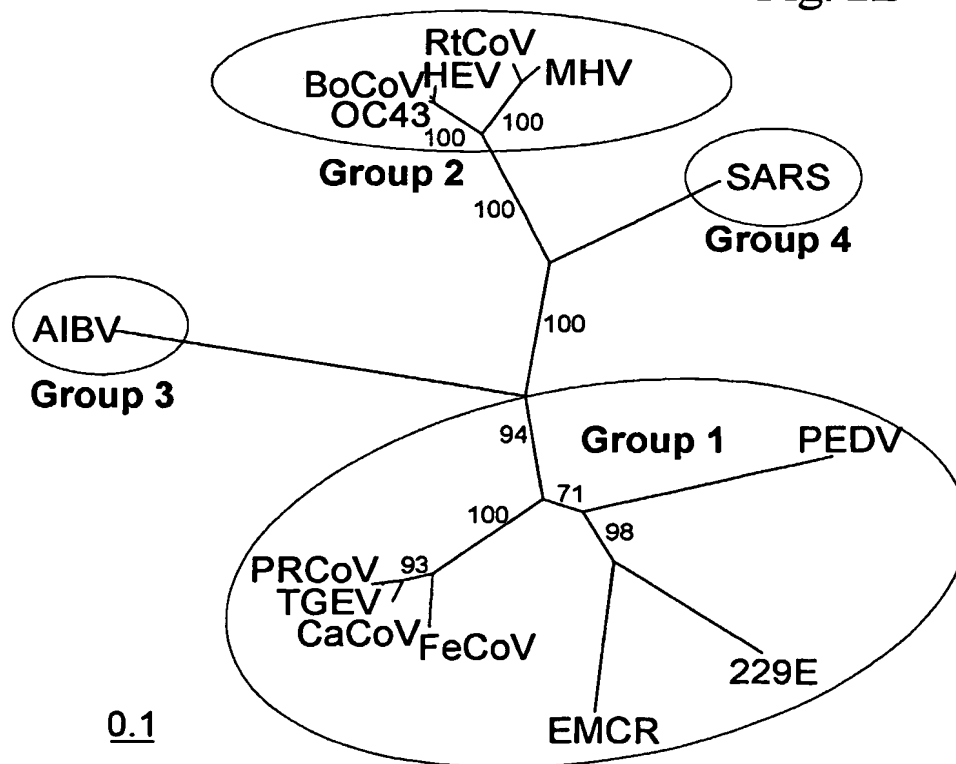 RtCoV
HEV
MHV
BoCoV
OC43
100
100
Group 2
SARS
100
Group 4
AIBV
100
Group 3
94
Group 1
PEDV
71
100
98
93
PRCoV
TGEV
CaCoV
FeCoV
229E
0.1
EMCR